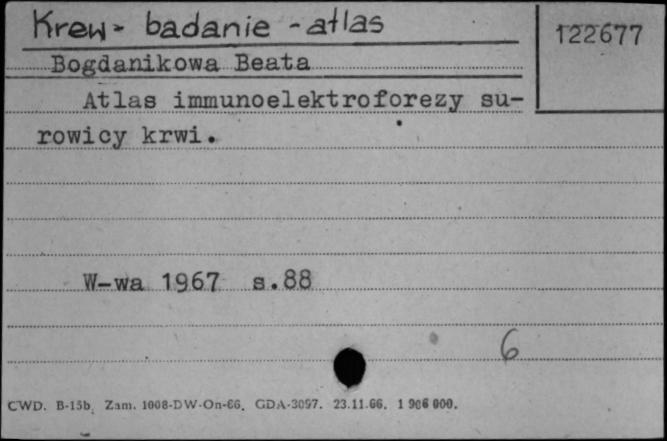 Krew - badanie - atlas
122677
Bogdanikowa Beata
Atlas immunoelektroforezy su-
rowicy krwi.
W-wa 1967 s.88
6
CWD. B-15b, Zam. 1008-DW-On-66. GDA-3097. 23.11.66. 1 906 000.